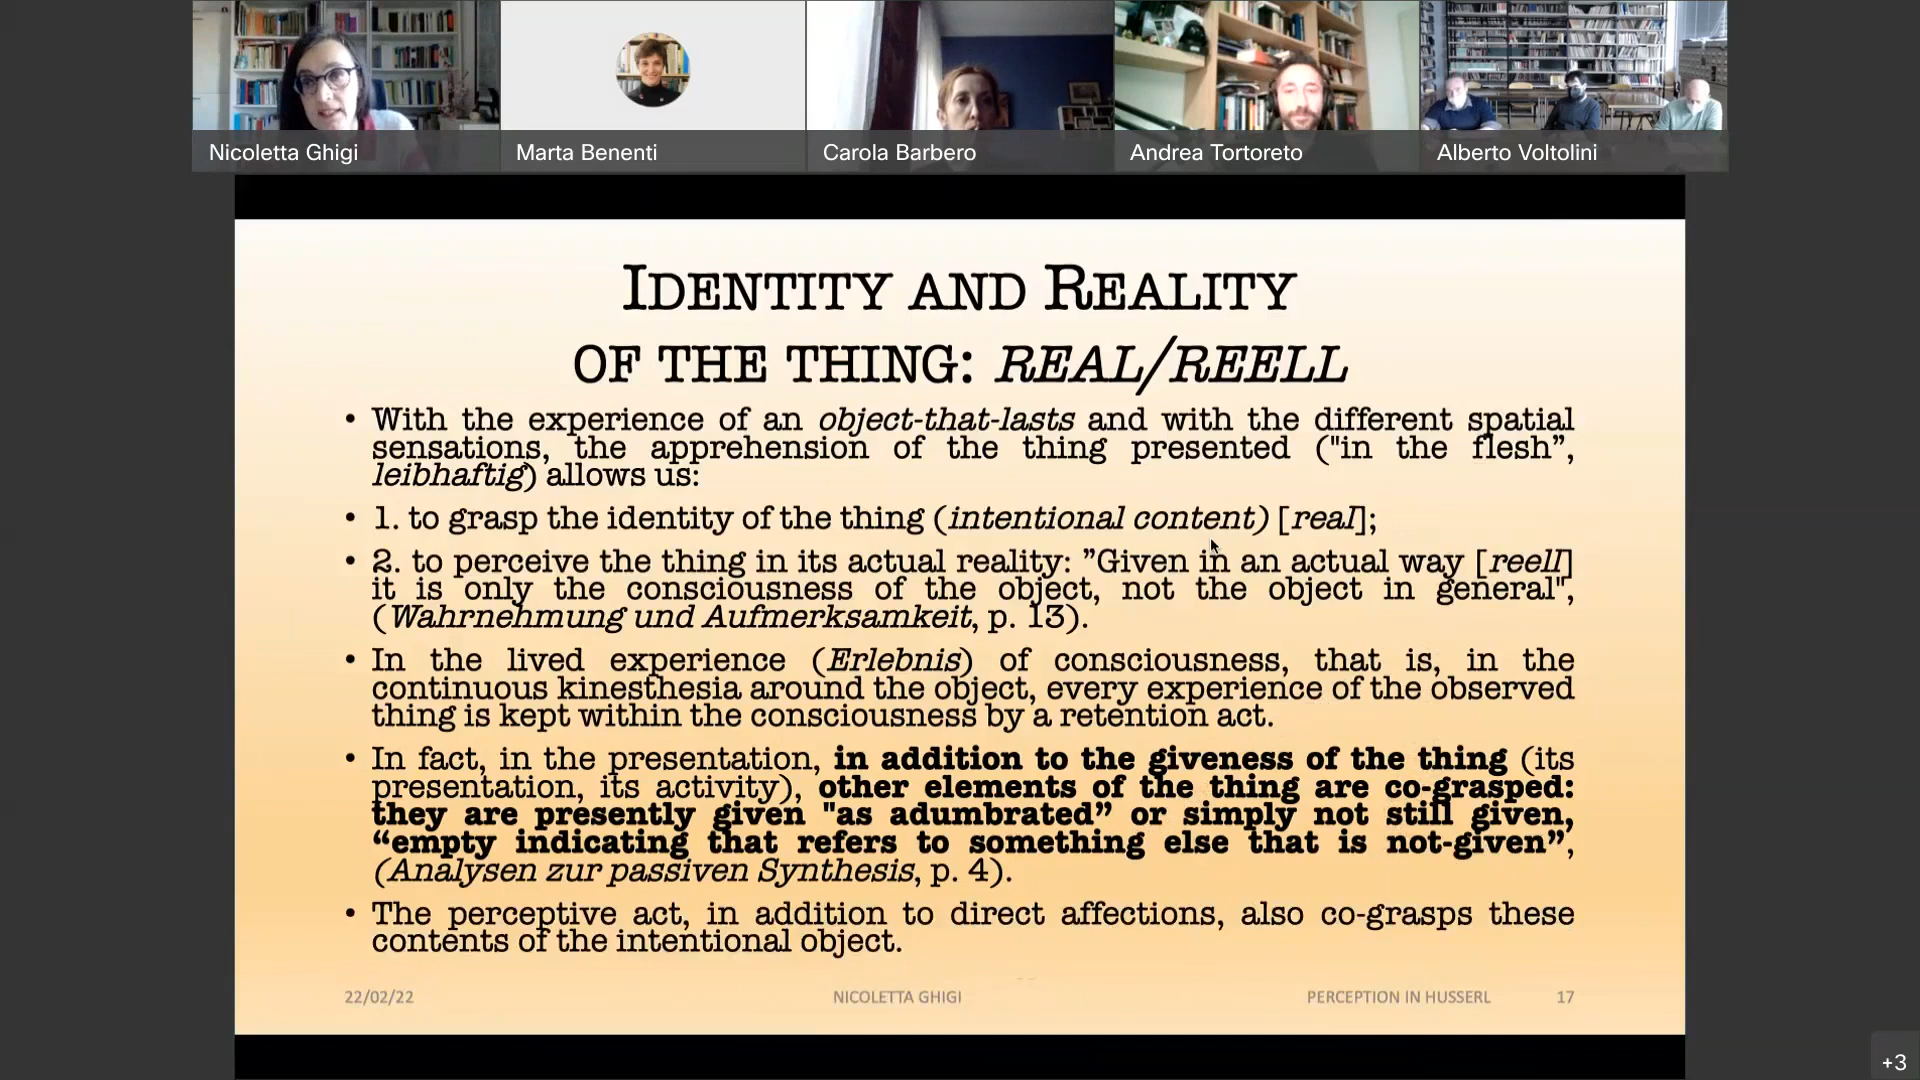 Nicoletta Ghigi
Marta Benenti
Carola Barbero
Andrea Tortoreto
Alberto Voltolini
IDENTITY AND REALITY
OF THE THING: REAL/REELL
• With the experience of an object-that-lasts and with the different spatial
sensations, the apprehension of the thing presented ("in the flesh”,
leibhaftig) allows us:
• 1. to grasp the identity of the thing (intentional content) [real];
• 2. to perceive the thing in its actual reality: ”Given in an actual way [reell]
it is only the consciousness of the object, not the object in general",
(Wahrnehmung und Aufmerksamkeit, p. 13).
• In the lived experience (Erlebnis) of consciousness, that is, in the
continuous kinesthesia around the object, every experience of the observed
thing is kept within the consciousness by a retention act.
• In fact, in the presentation, in addition to the giveness of the thing (its
presentation, its activity), other elements of the thing are co-grasped:
they are presently given "as adumbrated” or simply not still given,
“empty indicating that refers to something else that is not-given”,
(Analysen zur passiven Synthesis, p. 4).
• The perceptive act, in addition to direct affections, also co-grasps these
contents of the intentional object.
22/02/22
NICOLETTA GHIGI
PERCEPTION IN HUSSERL
17
+3